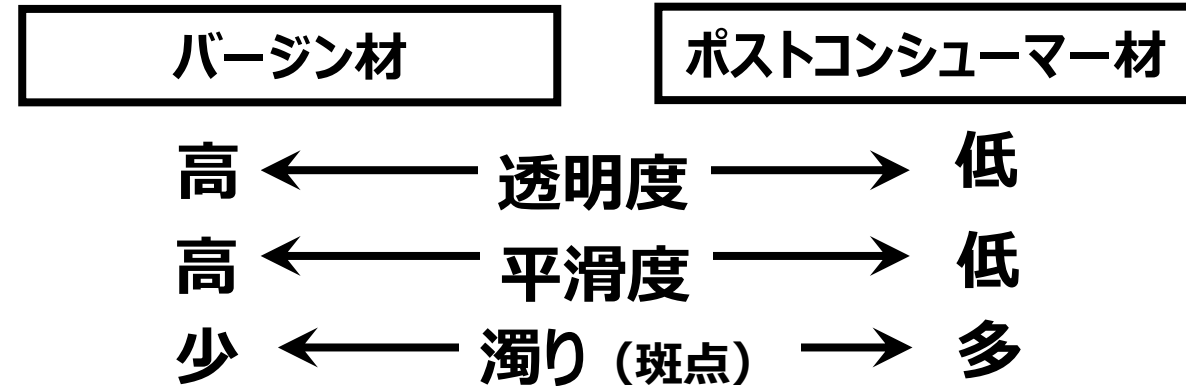 バージン材 ポストコンシューマー材
高 透明度 低
高 平滑度 低
少 濁り（斑点） 多